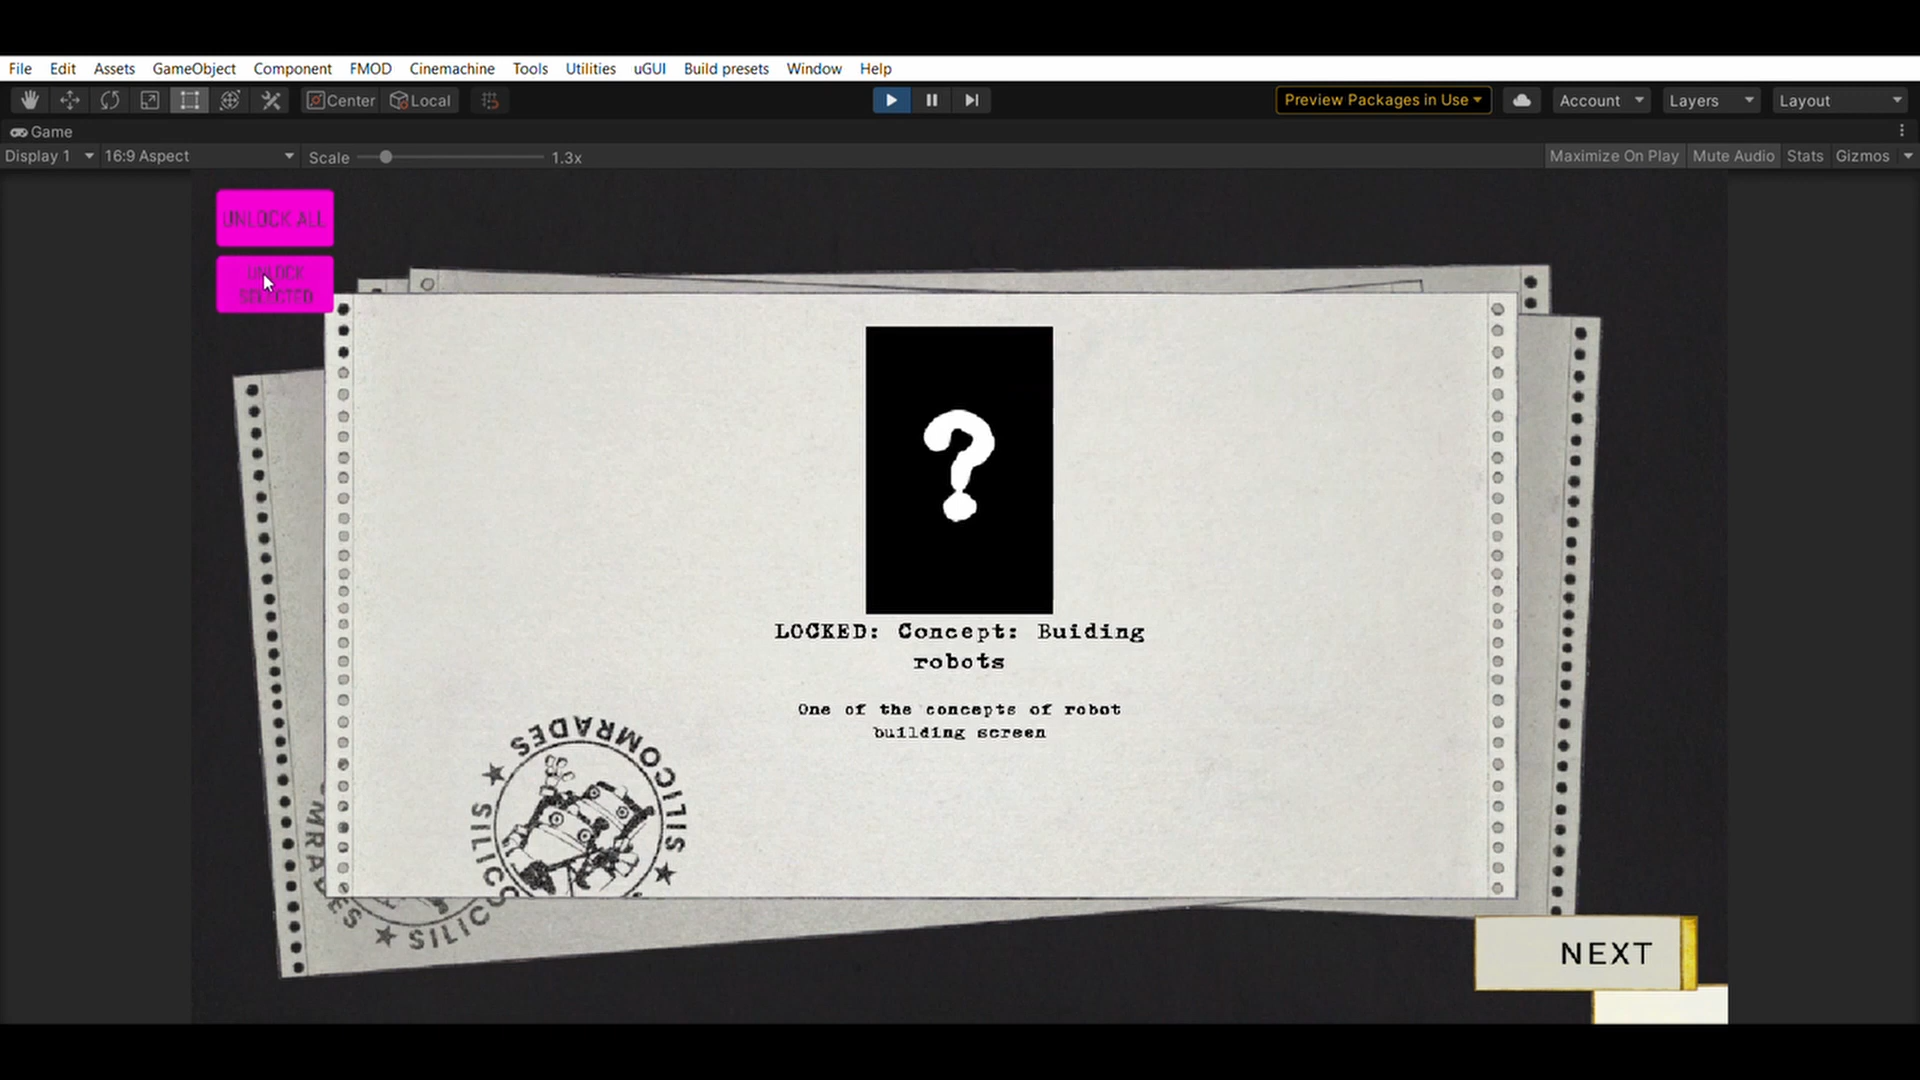 File Edit Assets GameObject Component FMOD Cinemachine Tools Utilities uGUI Build presets Window Help
Center Local Preview Packages in Use Account Layers Layout
Game
Display 1 16:9 Aspect Scale 1.3x Maximize On Play Mute Audio Stats Gizmos
UNLOCK ALL
UNLOCK
SELECTED
?
LOCKED: Concept: Buiding
robots
One of the concepts of robot
building screen
SILICOMRADES
NEXT